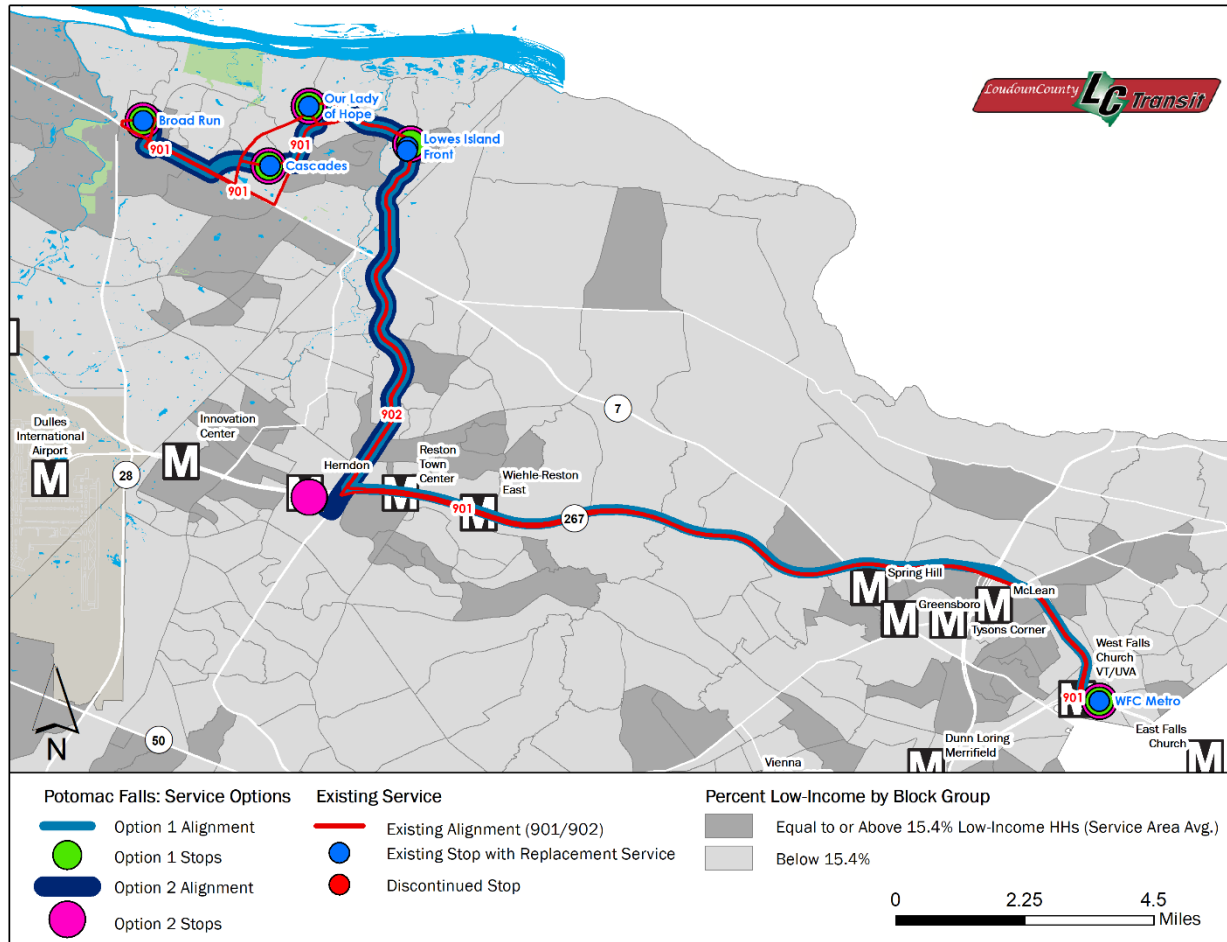 LoudounCounty
LC
Transit
Our Lady
of Hope
Broad Run
Lowes Island
Front
901
901
Cascades
901
902
7
Innovation
Center
Dulles
International
Airport
M
M
28
Herndon
M
Reston
Town
Center
M
Wiehle-Reston
East
M
901
267
Spring Hill
M
McLean
M
Greensboro
M
Tysons Corner
M
West Falls
Church
VT/UVA
M
901
WFC Metro
East Falls
Church
M
Dunn Loring
Merrifield
M
Vienna
50
N
Potomac Falls: Service Options
Option 1 Alignment
Option 1 Stops
Option 2 Alignment
Option 2 Stops
Existing Service
Existing Alignment (901/902)
Existing Stop with Replacement Service
Discontinued Stop
Percent Low-Income by Block Group
Equal to or Above 15.4% Low-Income HHs (Service Area Avg.)
Below 15.4%
0 2.25 4.5
Miles